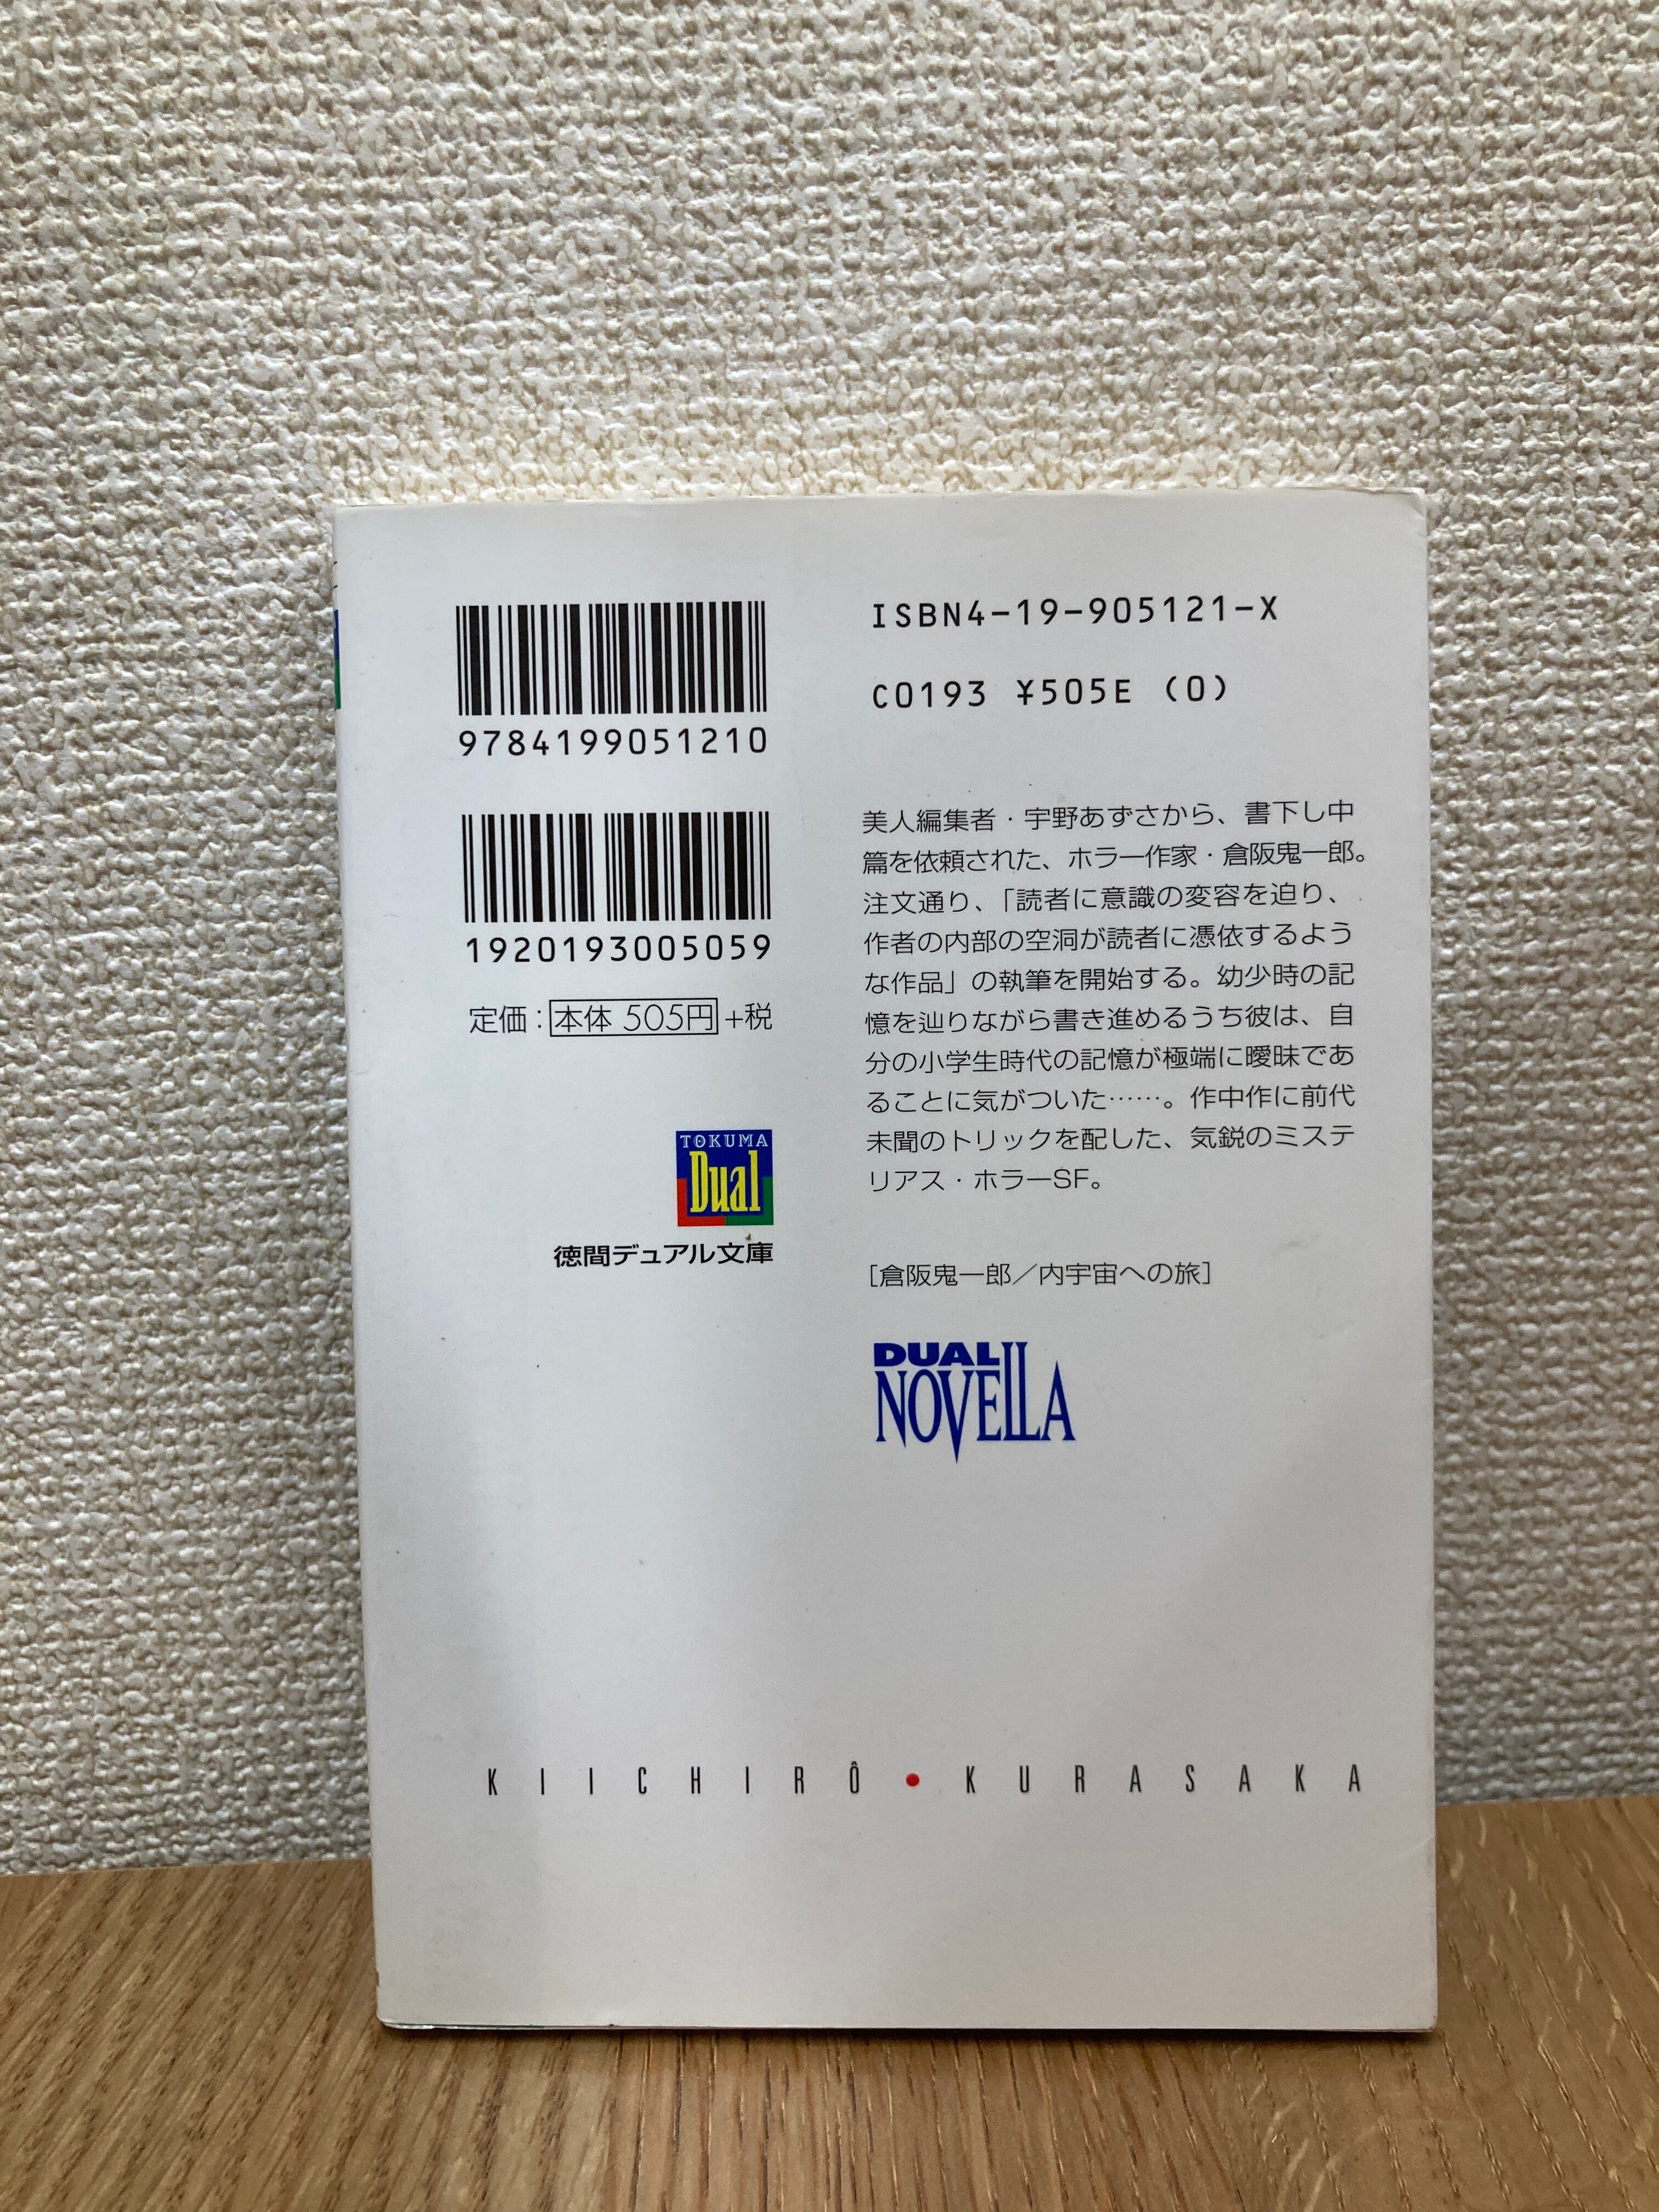 9784199051210
1920193005059
定価：本体 505円+税
TOKUMA
Dual
徳間デュアル文庫
ISBN4-19-905121-X
C0193 ¥505E (0)
美人編集者・宇野あずさから、書下し中
篇を依頼された、ホラー作家・倉阪鬼一郎。
注文通り、「読者に意識の変容を迫り、
作者の内部の空洞が読者に憑依するよう
な作品」の執筆を開始する。幼少時の記
憶を辿りながら書き進めるうち彼は、自
分の小学生時代の記憶が極端に曖昧であ
ることに気がついた……。作中作に前代
未聞のトリックを配した、気鋭のミステ
リアス・ホラーSF。
［倉阪鬼一郎／内宇宙への旅］
DUAL
NOVELLA
KIICHIRÔ●KURASAKA